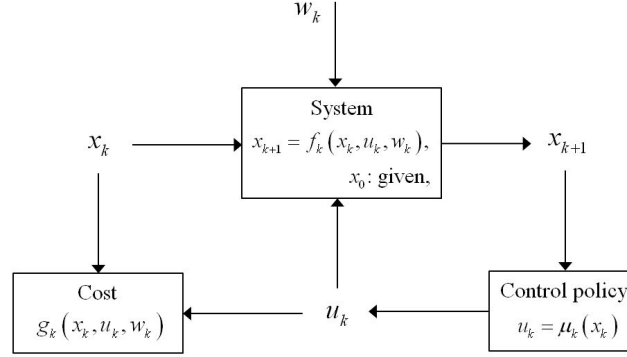 w_k
System
x_{k+1} = f_k(x_k, u_k, w_k),
x_0: given,
x_k
x_{k+1}
Cost
g_k(x_k, u_k, w_k)
u_k
Control policy
u_k = μ_k(x_k)